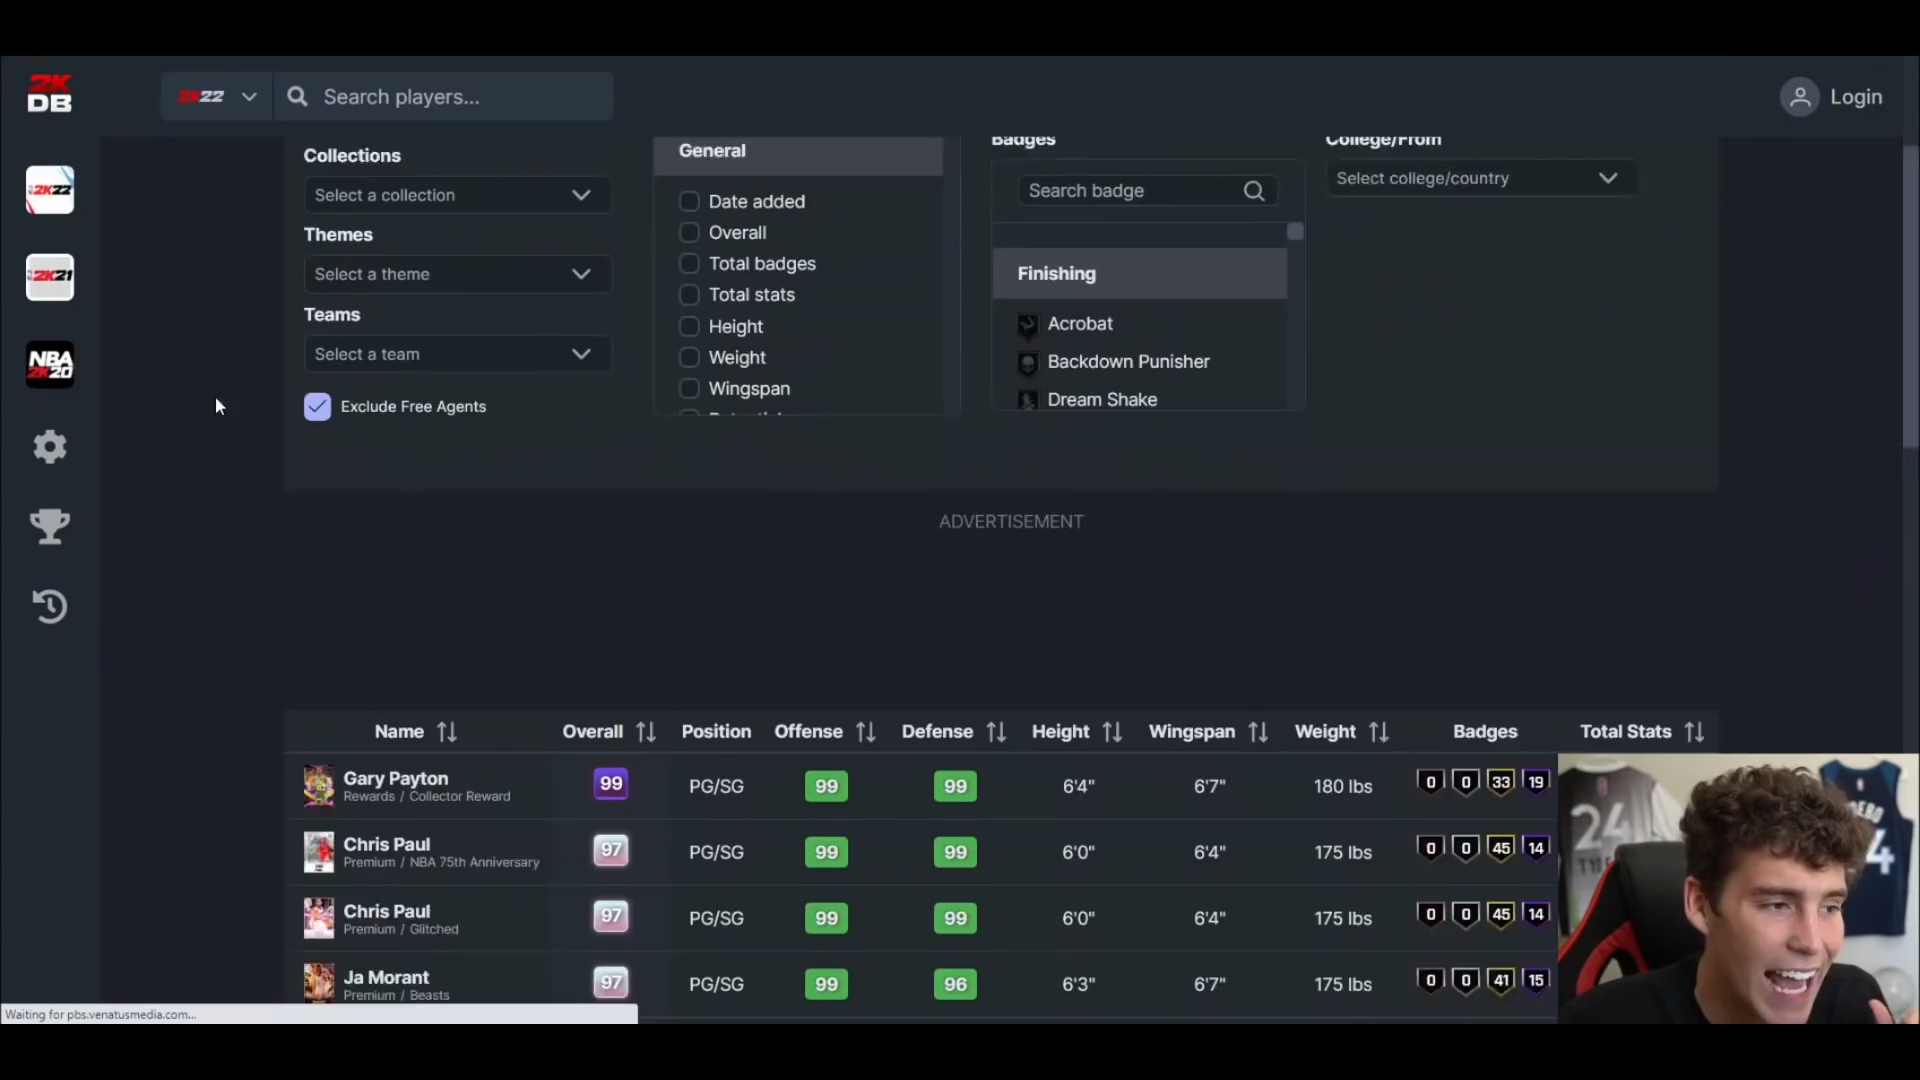 2K DB
2K22
Search players...
Login
2K22
2K21
NBA 2K20
Collections
Select a collection
Themes
Select a theme
Teams
Select a team
Exclude Free Agents
General
Date added
Overall
Total badges
Total stats
Height
Weight
Wingspan
Badges
Search badge
Finishing
Acrobat
Backdown Punisher
Dream Shake
College/From
Select college/country
ADVERTISEMENT
Name Overall Position Offense Defense Height Wingspan Weight Badges Total Stats
Gary Payton 99 PG/SG 99 99 6'4" 6'7" 180 lbs 0 0 33 19
Rewards / Collector Reward
Chris Paul 97 PG/SG 99 99 6'0" 6'4" 175 lbs 0 0 45 14
Premium / NBA 75th Anniversary
Chris Paul 97 PG/SG 99 99 6'0" 6'4" 175 lbs 0 0 45 14
Premium / Glitched
Ja Morant 97 PG/SG 99 96 6'3" 6'7" 175 lbs 0 0 41 15
Premium / Beasts
Waiting for pbs.venatusmedia.com...
24
4